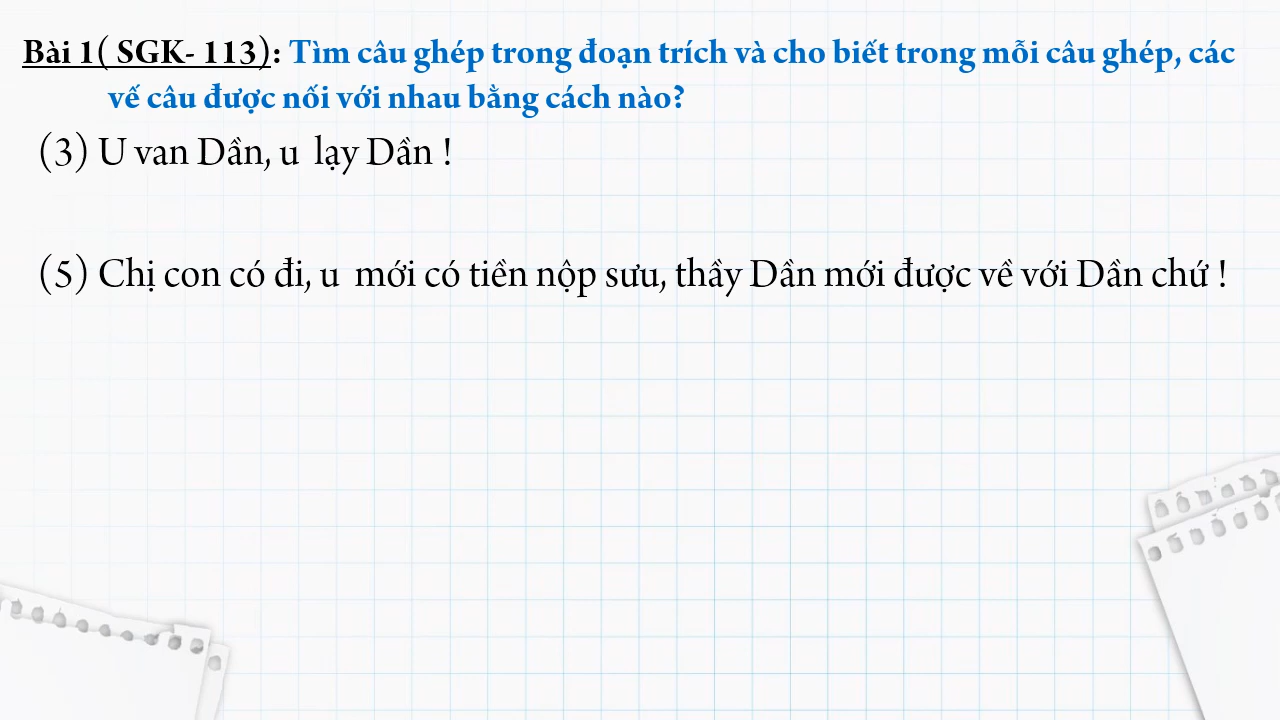 Bài 1( SGK- 113): Tìm câu ghép trong đoạn trích và cho biết trong mỗi câu ghép, các
vế câu được nối với nhau bằng cách nào?
(3) U van Dần, u lạy Dần !
(5) Chị con có đi, u mới có tiền nộp sưu, thầy Dần mới được về với Dần chứ !